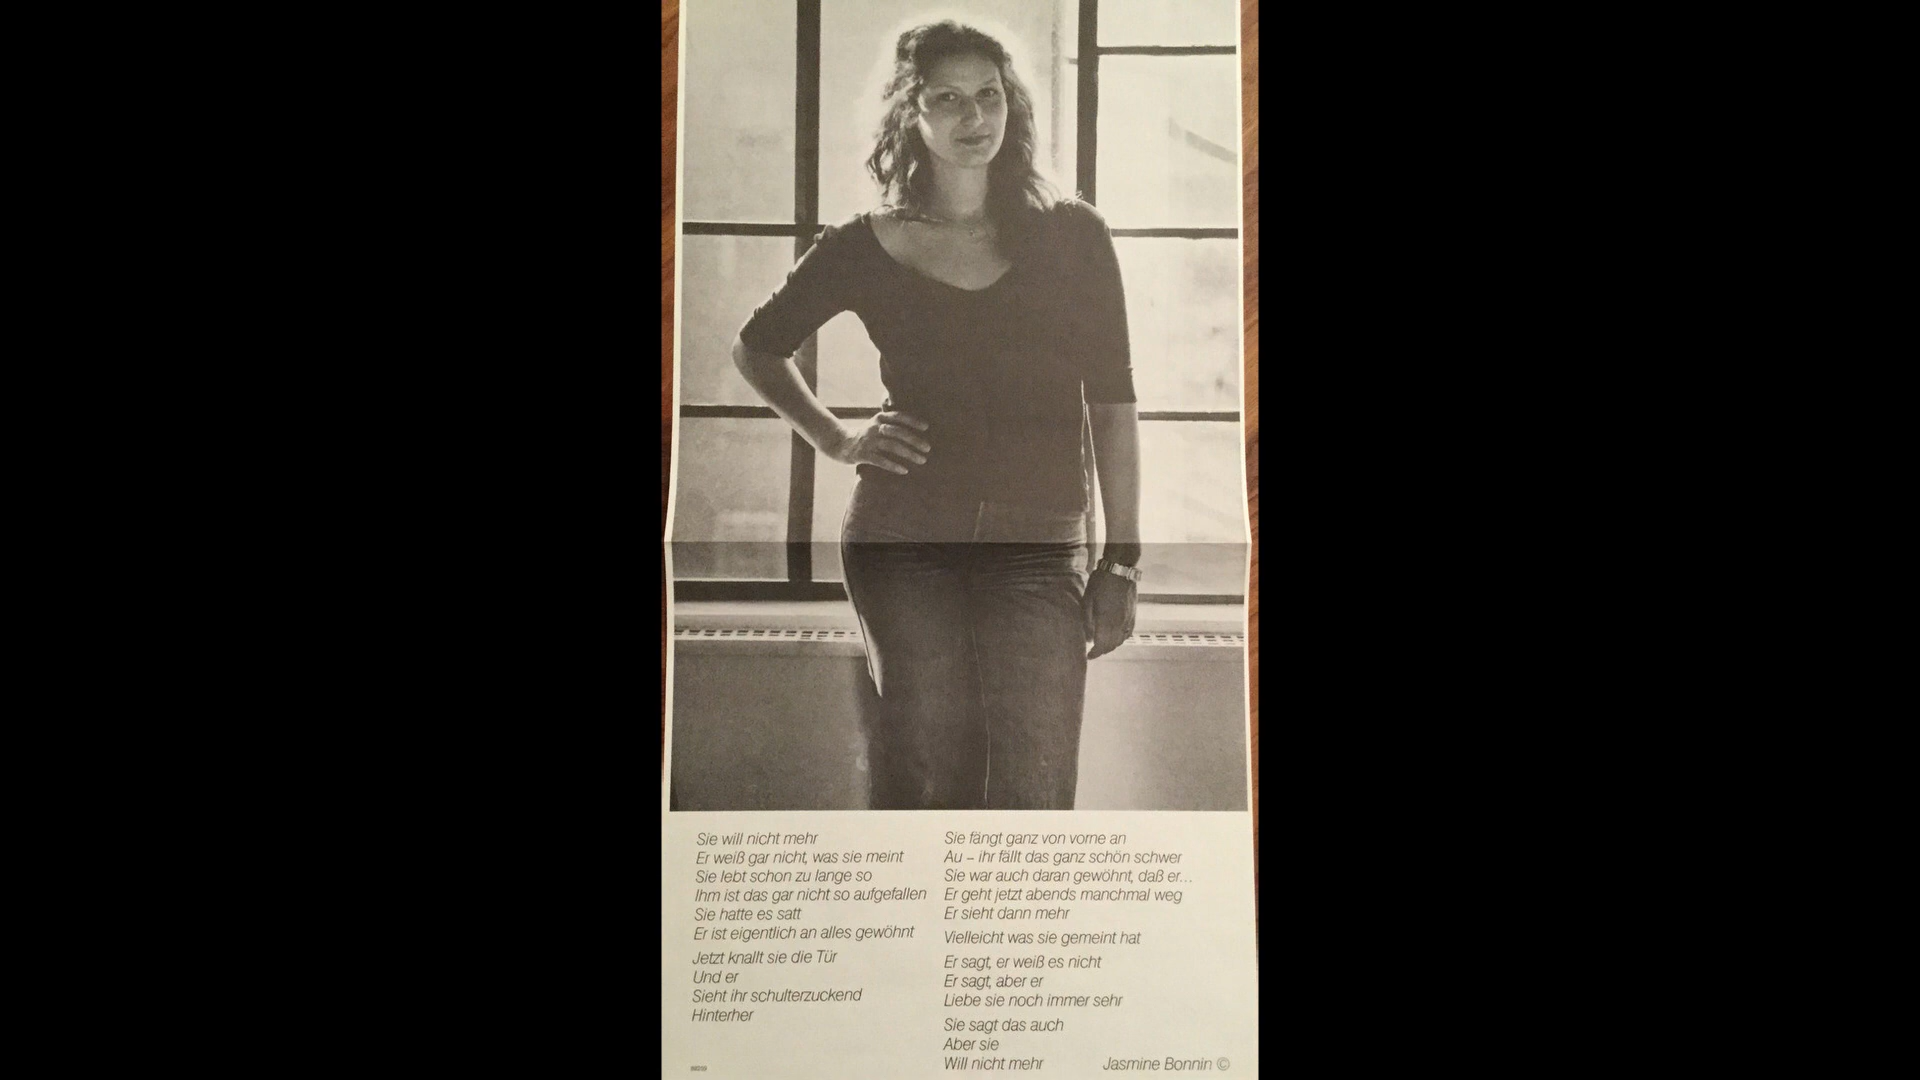 Sie will nicht mehr
Er weiß gar nicht, was sie meint
Sie lebt schon zu lange so
Ihm ist das gar nicht so aufgefallen
Sie hatte es satt
Er ist eigentlich an alles gewöhnt
Jetzt knallt sie die Tür
Und er
Sieht ihr schulterzuckend
Hinterher
Sie fängt ganz von vorne an
Au – ihr fällt das ganz schön schwer
Sie war auch daran gewöhnt, daß er...
Er geht jetzt abends manchmal weg
Er sieht dann mehr
Vielleicht was sie gemeint hat
Er sagt, er weiß es nicht
Er sagt, aber er
Liebe sie noch immer sehr
Sie sagt das auch
Aber sie
Will nicht mehr
Jasmine Bonnin ©